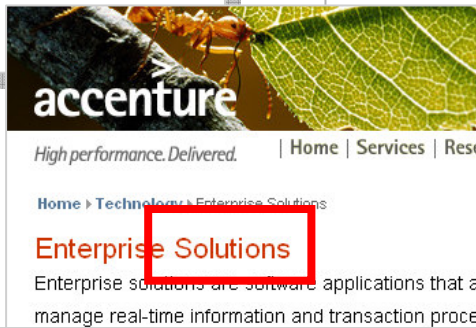 accenture
High performance. Delivered.
| Home | Services |
Home Technology Enterprise Solutions
Enterprise Solutions
Enterprise solutions are software applications that
manage real-time information and transaction